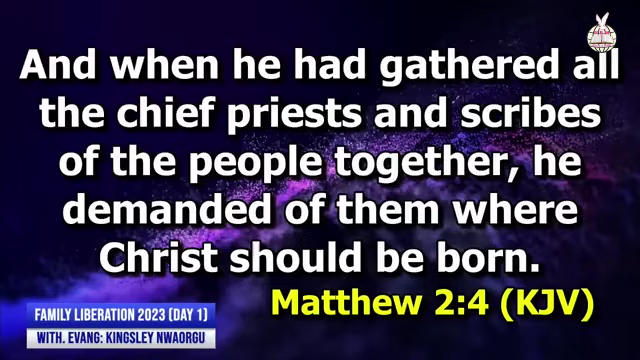 And when he had gathered all
the chief priests and scribes
of the people together, he
demanded of them where
Christ should be born.
Matthew 2:4 (KJV)
FAMILY LIBERATION 2023 (DAY 1)
WITH. EVANG: KINGSLEY NWAORGU